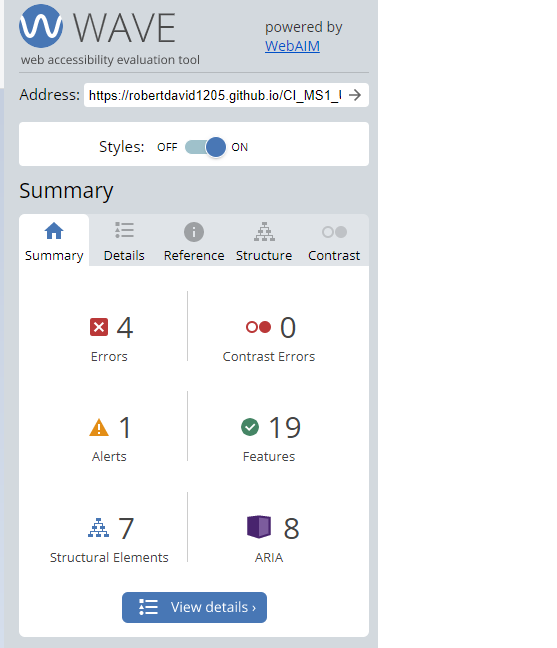 WAVE
powered by
WebAIM
web accessibility evaluation tool
Address: https://robertdavid1205.github.io/CI_MS1_
Styles: OFF ON
Summary
Summary Details Reference Structure Contrast
4 0
Errors Contrast Errors
1 19
Alerts Features
7 8
Structural Elements ARIA
View details ›